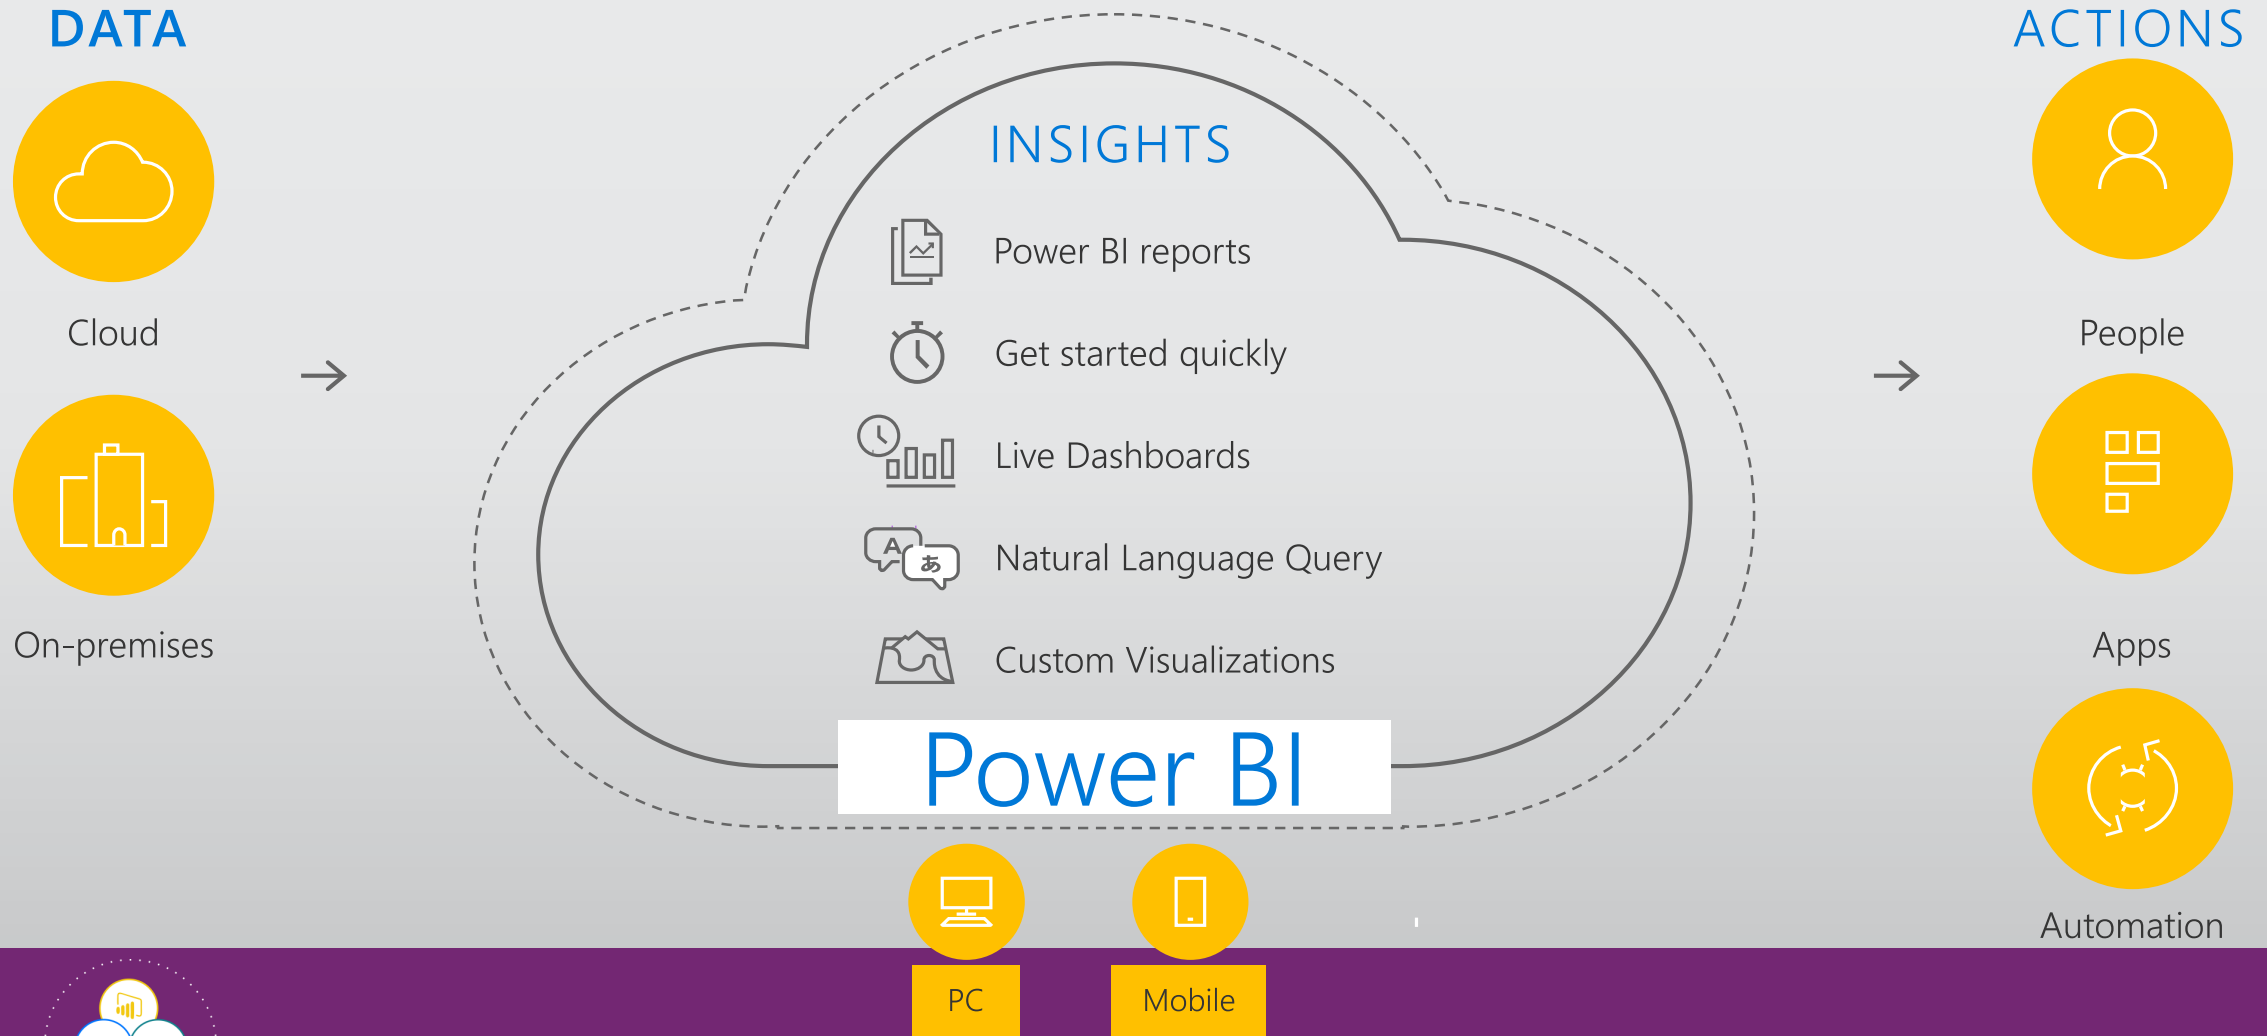 DATA
Cloud
On-premises
INSIGHTS
Power BI reports
Get started quickly
Live Dashboards
A あ
Natural Language Query
Custom Visualizations
Power BI
PC
Mobile
ACTIONS
People
Apps
Automation